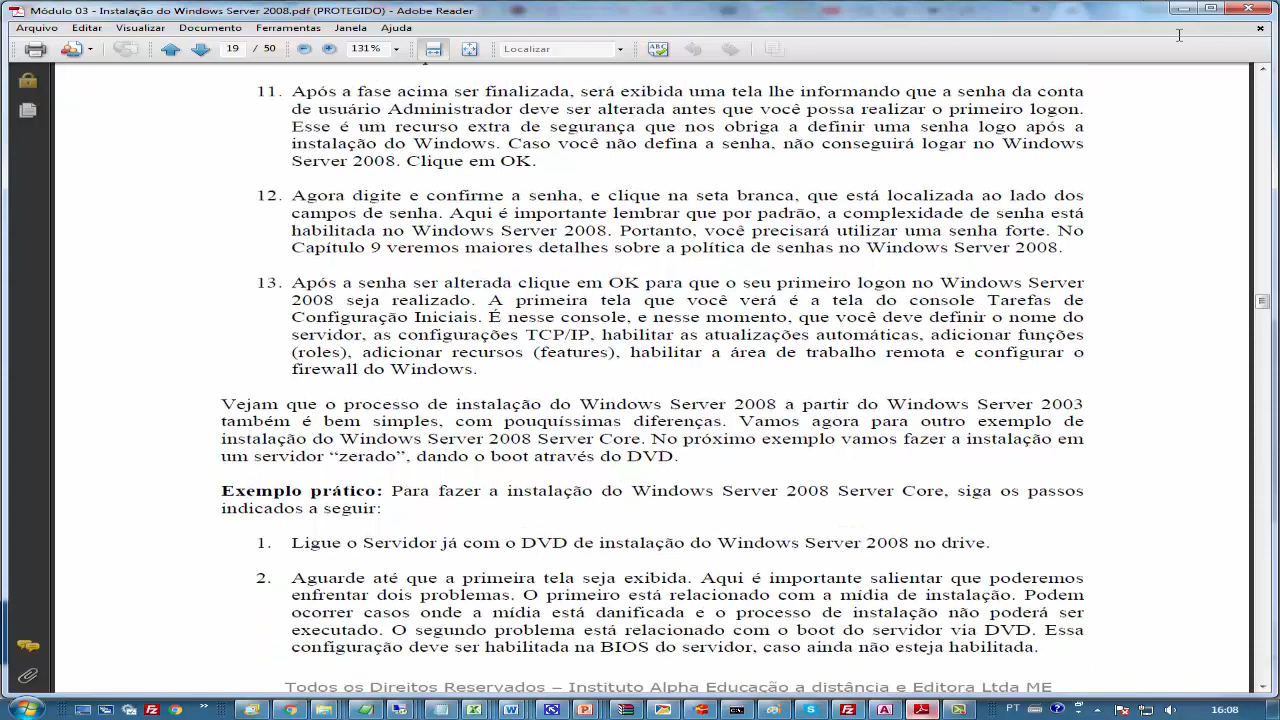 Módulo 03 - Instalação do Windows Server 2008.pdf (PROTEGIDO) - Adobe Reader
Arquivo Editar Visualizar Documento Ferramentas Janela Ajuda
19 / 50 131% Localizar
11. Após a fase acima ser finalizada, será exibida uma tela lhe informando que a senha da conta
de usuário Administrador deve ser alterada antes que você possa realizar o primeiro logon.
Esse é um recurso extra de segurança que nos obriga a definir uma senha logo após a
instalação do Windows. Caso você não defina a senha, não conseguirá logar no Windows
Server 2008. Clique em OK.
12. Agora digite e confirme a senha, e clique na seta branca, que está localizada ao lado dos
campos de senha. Aqui é importante lembrar que por padrão, a complexidade de senha está
habilitada no Windows Server 2008. Portanto, você precisará utilizar uma senha forte. No
Capítulo 9 veremos maiores detalhes sobre a política de senhas no Windows Server 2008.
13. Após a senha ser alterada clique em OK para que o seu primeiro logon no Windows Server
2008 seja realizado. A primeira tela que você verá é a tela do console Tarefas de
Configuração Iniciais. É nesse console, e nesse momento, que você deve definir o nome do
servidor, as configurações TCP/IP, habilitar as atualizações automáticas, adicionar funções
(roles), adicionar recursos (features), habilitar a área de trabalho remota e configurar o
firewall do Windows.
Vejam que o processo de instalação do Windows Server 2008 a partir do Windows Server 2003
também é bem simples, com pouquíssimas diferenças. Vamos agora para outro exemplo de
instalação do Windows Server 2008 Server Core. No próximo exemplo vamos fazer a instalação em
um servidor “zerado”, dando o boot através do DVD.
Exemplo prático: Para fazer a instalação do Windows Server 2008 Server Core, siga os passos
indicados a seguir:
1. Ligue o Servidor já com o DVD de instalação do Windows Server 2008 no drive.
2. Aguarde até que a primeira tela seja exibida. Aqui é importante salientar que poderemos
enfrentar dois problemas. O primeiro está relacionado com a mídia de instalação. Podem
ocorrer casos onde a mídia está danificada e o processo de instalação não poderá ser
executado. O segundo problema está relacionado com o boot do servidor via DVD. Essa
configuração deve ser habilitada na BIOS do servidor, caso ainda não esteja habilitada.
Todos os Direitos Reservados – Instituto Alpha Educação a distância e Editora Ltda ME
PT 16:08